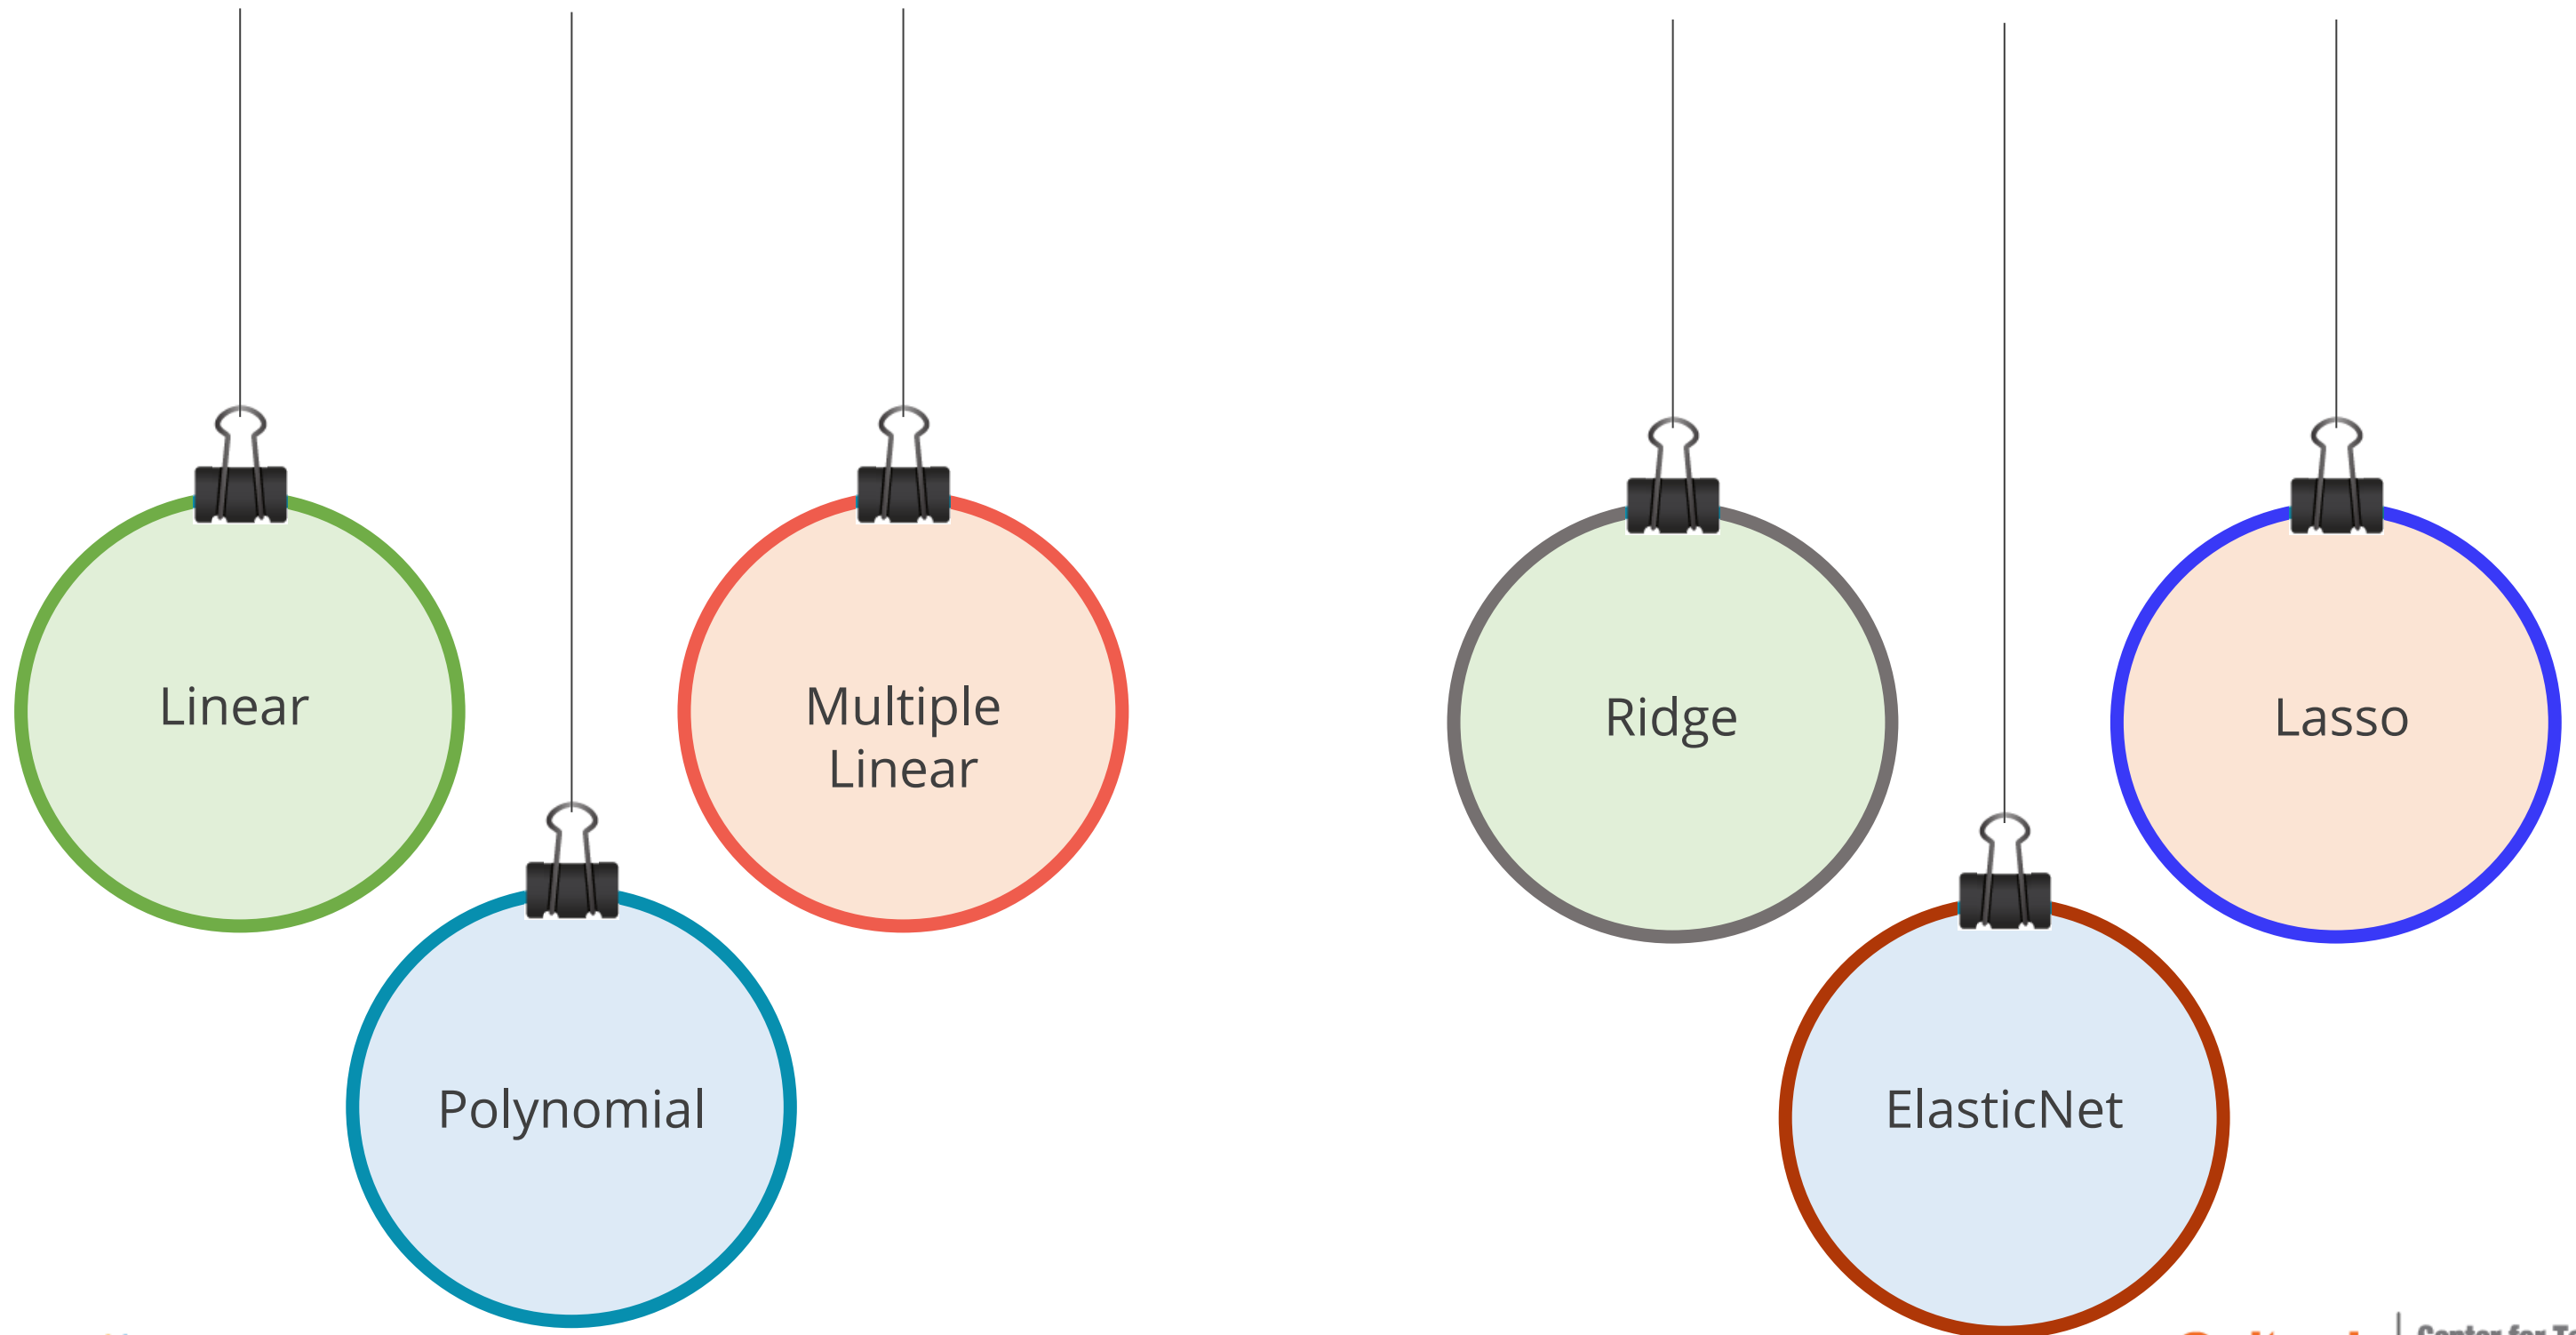 Linear
Multiple
Linear
Polynomial
Ridge
Lasso
ElasticNet